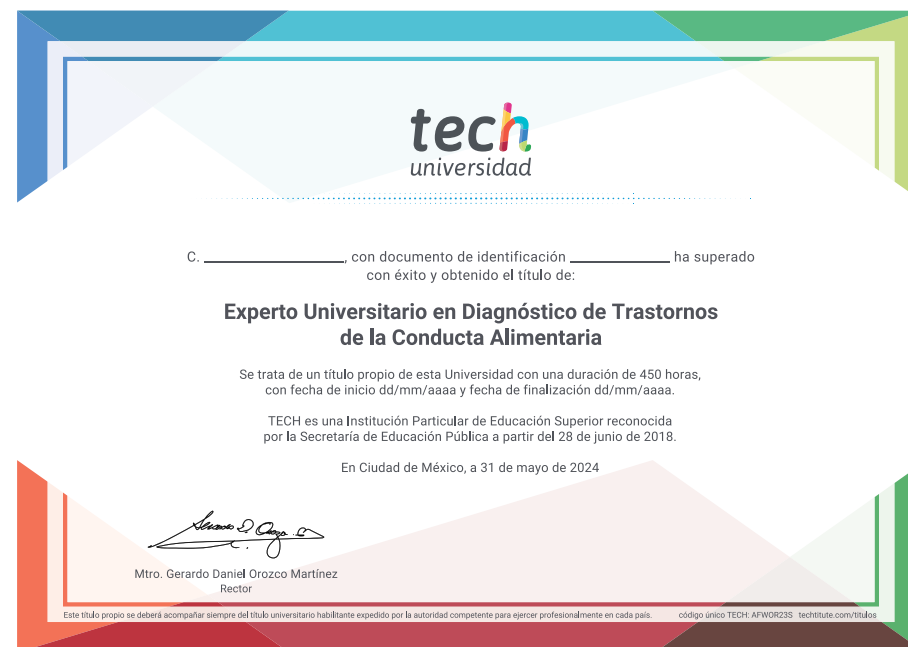 tech
universidad
C. ____________, con documento de identificación ____________ ha superado
con éxito y obtenido el título de:
Experto Universitario en Diagnóstico de Trastornos
de la Conducta Alimentaria
Se trata de un título propio de esta Universidad con una duración de 450 horas,
con fecha de inicio dd/mm/aaaa y fecha de finalización dd/mm/aaaa.
TECH es una Institución Particular de Educación Superior reconocida
por la Secretaría de Educación Pública a partir del 28 de junio de 2018.
En Ciudad de México, a 31 de mayo de 2024
Mtro. Gerardo Daniel Orozco Martínez
Rector
Este título propio se deberá acompañar siempre del título universitario habilitante expedido por la autoridad competente para ejercer profesionalmente en cada país. código único TECH: AFWOR23S techtitute.com/titulos